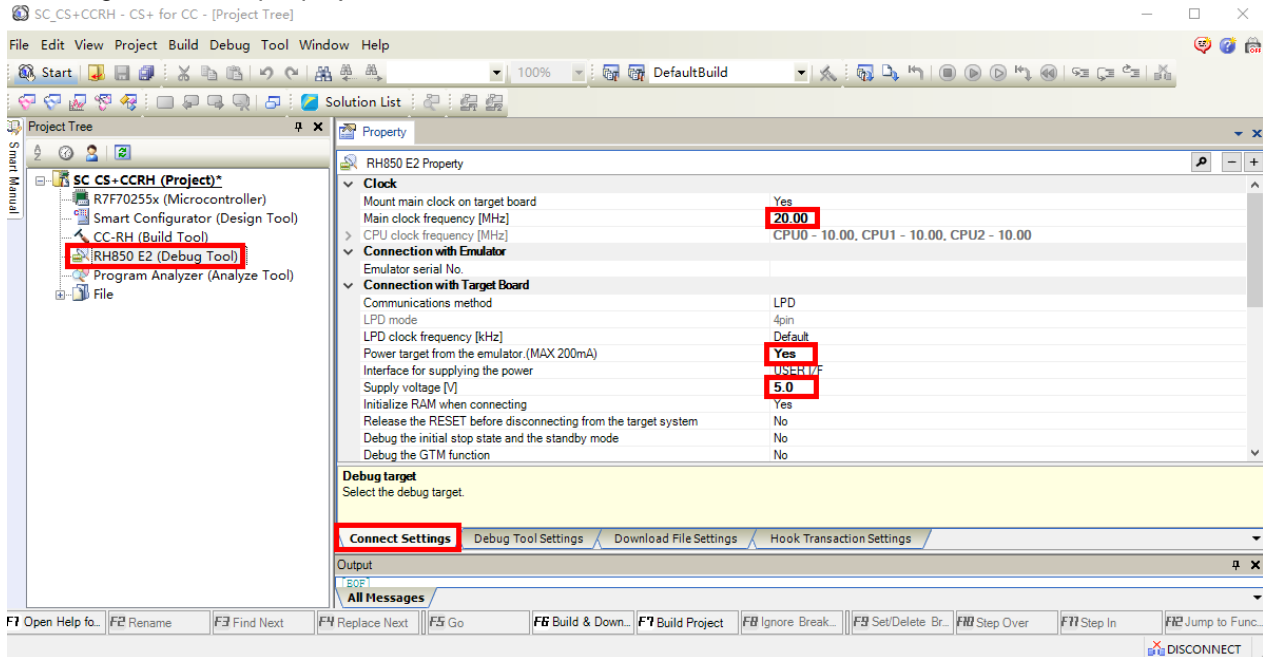 SC_CS+CCRH - CS+ for CC - [Project Tree]
File Edit View Project Build Debug Tool Window Help
Start 100% DefaultBuild
Solution List
Project Tree
Property
Smart Manual
RH850 E2 Property
SC CS+CCRH (Project)*
R7F70255x (Microcontroller)
Smart Configurator (Design Tool)
CC-RH (Build Tool)
RH850 E2 (Debug Tool)
Program Analyzer (Analyze Tool)
File
Clock
Mount main clock on target board Yes
Main clock frequency [MHz] 20.00
CPU clock frequency [MHz] CPU0 - 10.00, CPU1 - 10.00, CPU2 - 10.00
Connection with Emulator
Emulator serial No.
Connection with Target Board
Communications method LPD
LPD mode 4pin
LPD clock frequency [kHz] Default
Power target from the emulator.(MAX 200mA) Yes
Interface for supplying the power USER I/F
Supply voltage [V] 5.0
Initialize RAM when connecting Yes
Release the RESET before disconnecting from the target system No
Debug the initial stop state and the standby mode No
Debug the GTM function No
Debug target
Select the debug target.
Connect Settings Debug Tool Settings Download File Settings Hook Transaction Settings
Output
[EOF]
All Messages
F1 Open Help fo... F2 Rename F3 Find Next F4 Replace Next F5 Go F6 Build & Down... F7 Build Project F8 Ignore Break... F9 Set/Delete Br... F10 Step Over F11 Step In F12 Jump to Func...
DISCONNECT